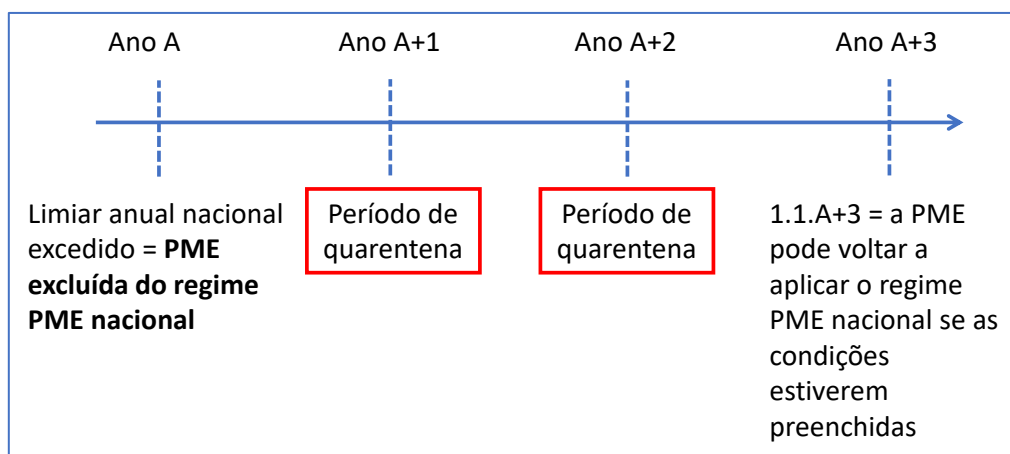 Ano A
Ano A+1
Ano A+2
Ano A+3
Limiar anual nacional
excedido = PME
excluída do regime
PME nacional
Período de
quarentena
Período de
quarentena
1.1.A+3 = a PME
pode voltar a
aplicar o regime
PME nacional se as
condições
estiverem
preenchidas